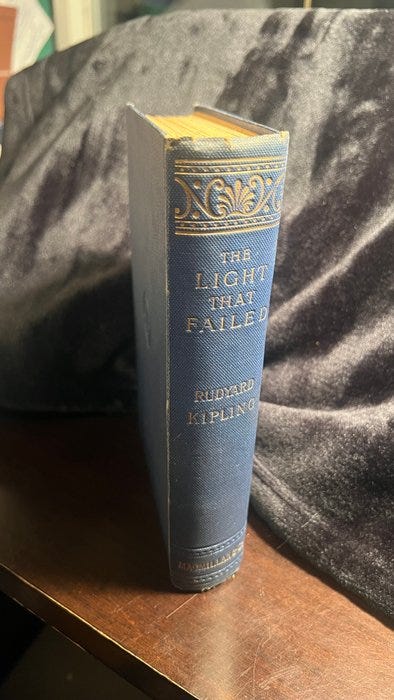 THE
LIGHT
THAT
FAILED
RUDYARD
KIPLING
MACMILLAN & Co